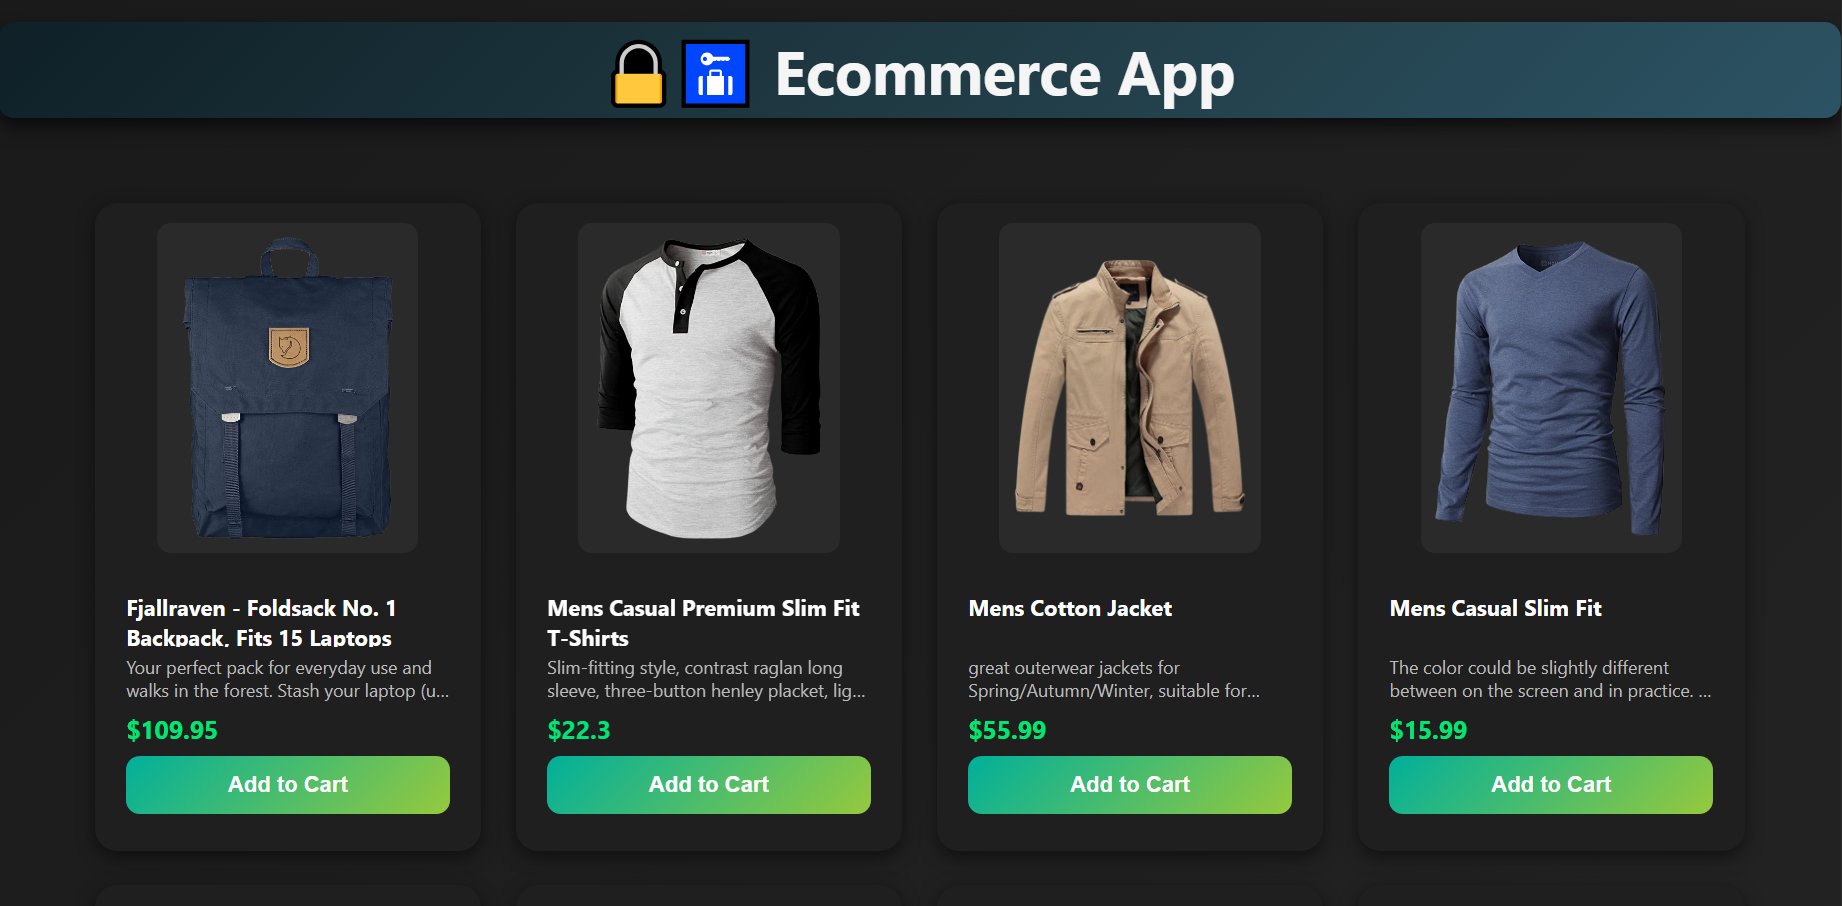 Ecommerce App
Fjallraven - Foldsack No. 1
Backpack, Fits 15 Laptops
Your perfect pack for everyday use and
walks in the forest. Stash your laptop (u...
$109.95
Add to Cart
Mens Casual Premium Slim Fit
T-Shirts
Slim-fitting style, contrast raglan long
sleeve, three-button henley placket, lig...
$22.3
Add to Cart
Mens Cotton Jacket
great outerwear jackets for
Spring/Autumn/Winter, suitable for...
$55.99
Add to Cart
Mens Casual Slim Fit
The color could be slightly different
between on the screen and in practice. ...
$15.99
Add to Cart